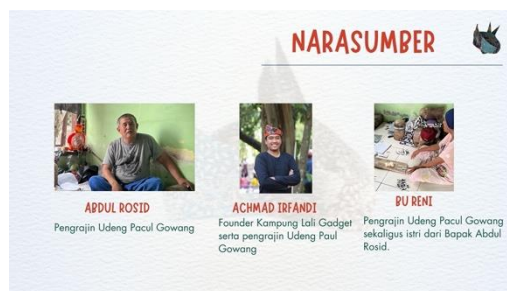 NARASUMBER
ABDUL ROSID
Pengrajin Udeng Pacul Gowang
ACHMAD IRFANDI
Founder Kampung Lali Gadget
serta pengrajin Udeng Paul
Gowang
BU RENI
Pengrajin Udeng Pacul Gowang
sekaligus istri dari Bapak Abdul
Rosid.